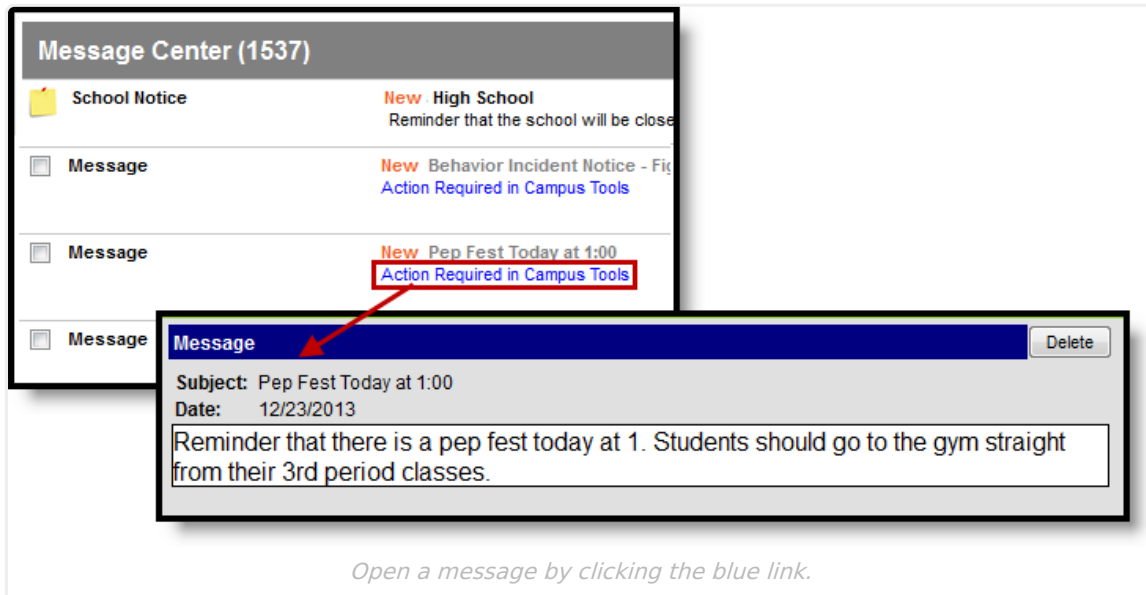 Message Center (1537)
School Notice
New High School
Reminder that the school will be close
Message
New Behavior Incident Notice -
Action Required in Campus Tools
Message
New Pep Fest Today at 1:00
Action Required in Campus Tools
Message
Message
Delete
Subject: Pep Fest Today at 1:00
Date: 12/23/2013
Reminder that there is a pep fest today at 1. Students should go to the gym straight
from their 3rd period classes.
Open a message by clicking the blue link.